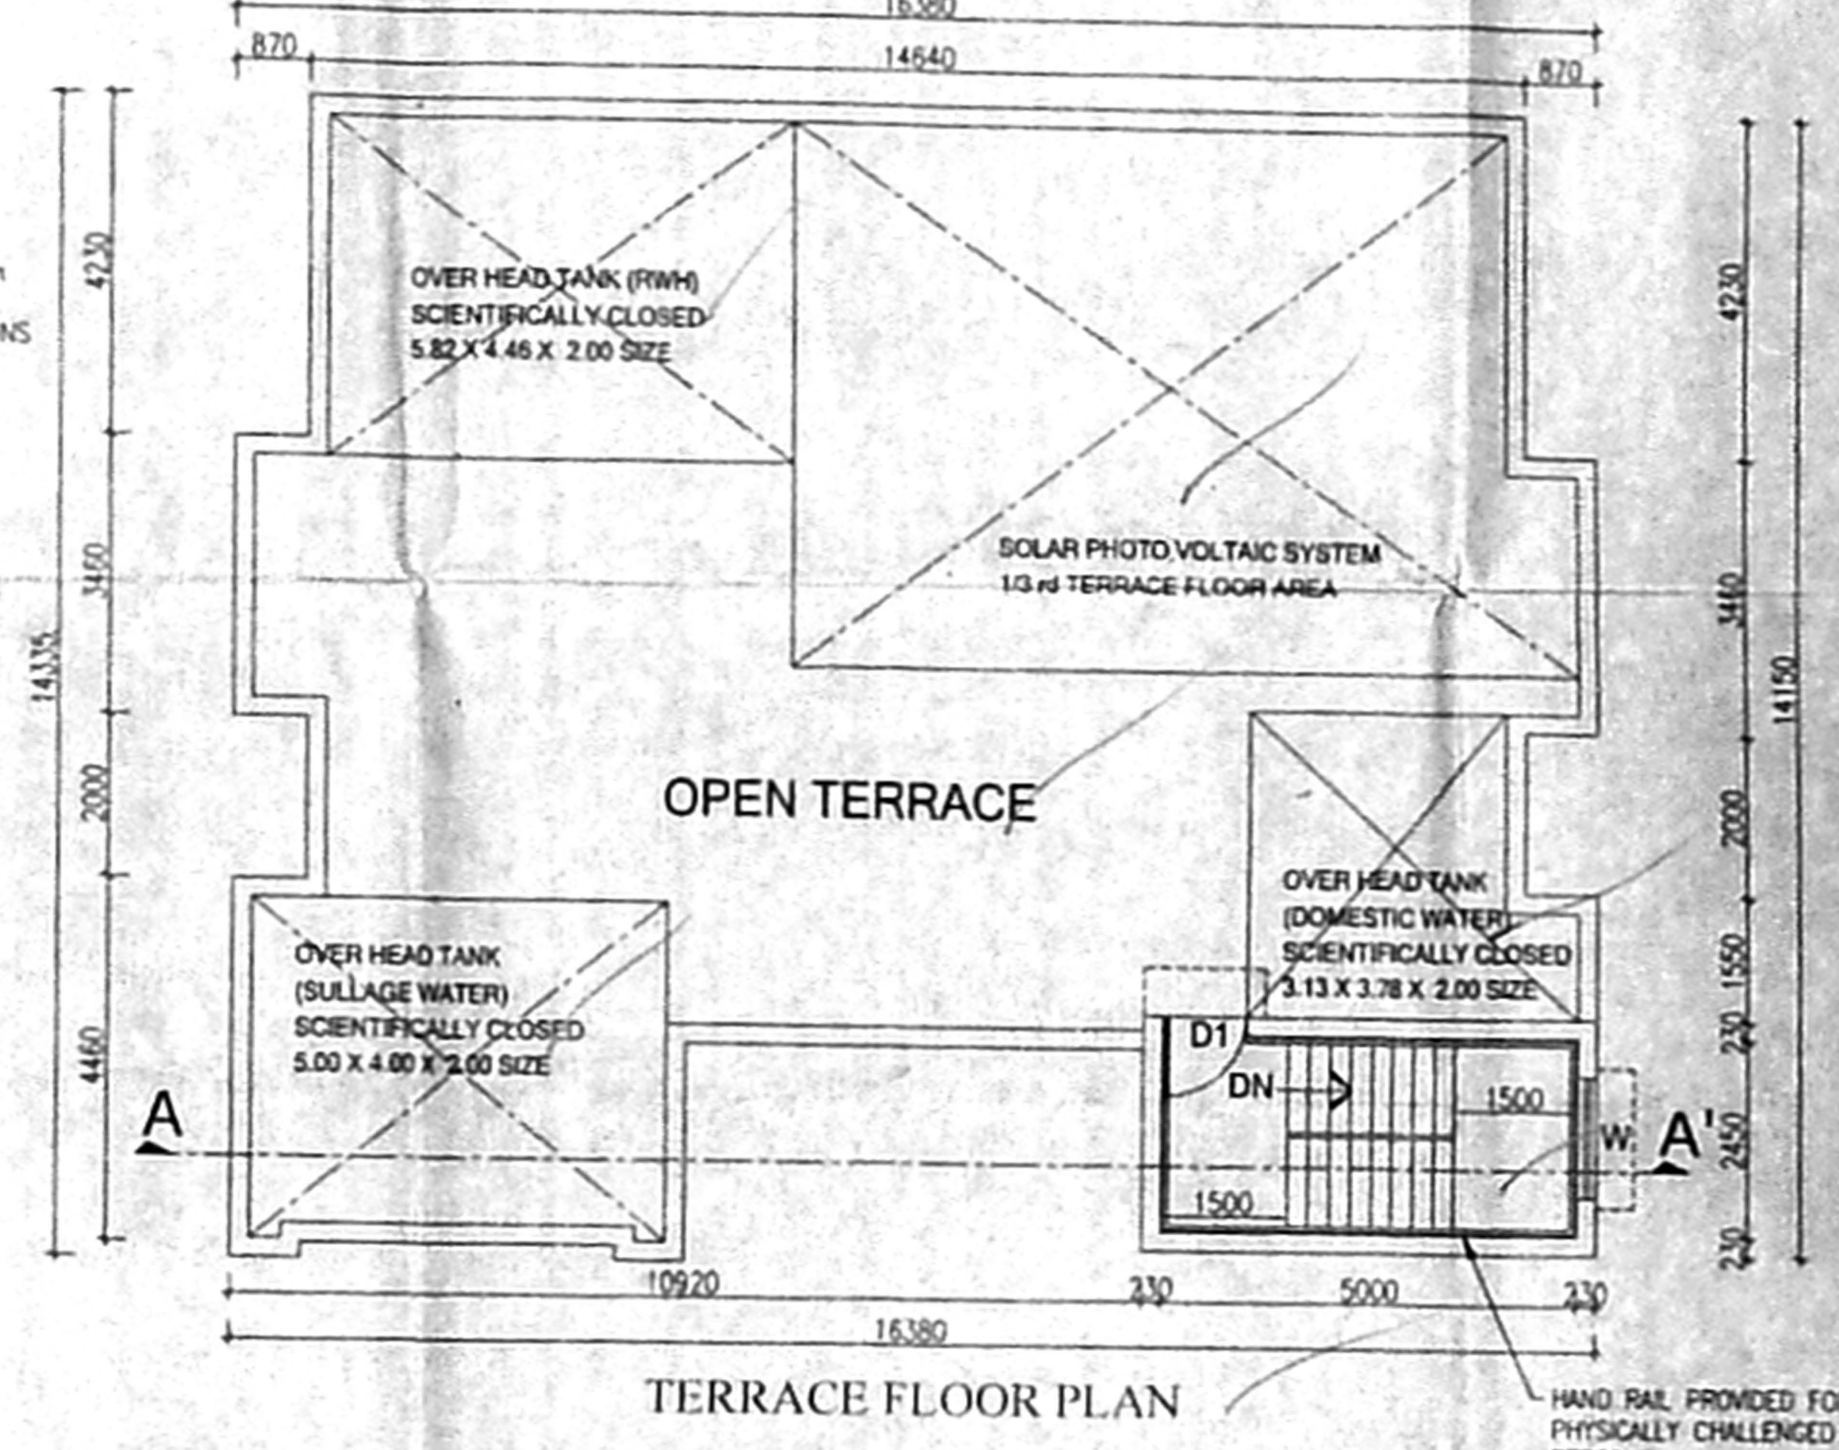 16380
870
14640
870
4230
4230
OVER HEAD TANK (RWH)
SCIENTIFICALLY CLOSED
5.82 X 4.46 X 2.00 SIZE
NS
SOLAR PHOTO VOLTAIC SYSTEM
1/3 rd TERRACE FLOOR AREA
3460
3440
14335
14150
2000
OPEN TERRACE
2000
OVER HEAD TANK
(DOMESTIC WATER)
SCIENTIFICALLY CLOSED
3.13 X 3.78 X 2.00 SIZE
1550
OVER HEAD TANK
(SULLAGE WATER)
SCIENTIFICALLY CLOSED
5.00 X 4.00 X 2.00 SIZE
4460
D1
230
DN
1500
A
W
A'
2450
1500
230
10920
230
5000
230
16380
TERRACE FLOOR PLAN
HAND RAIL PROVIDED FO
PHYSICALLY CHALLENGED